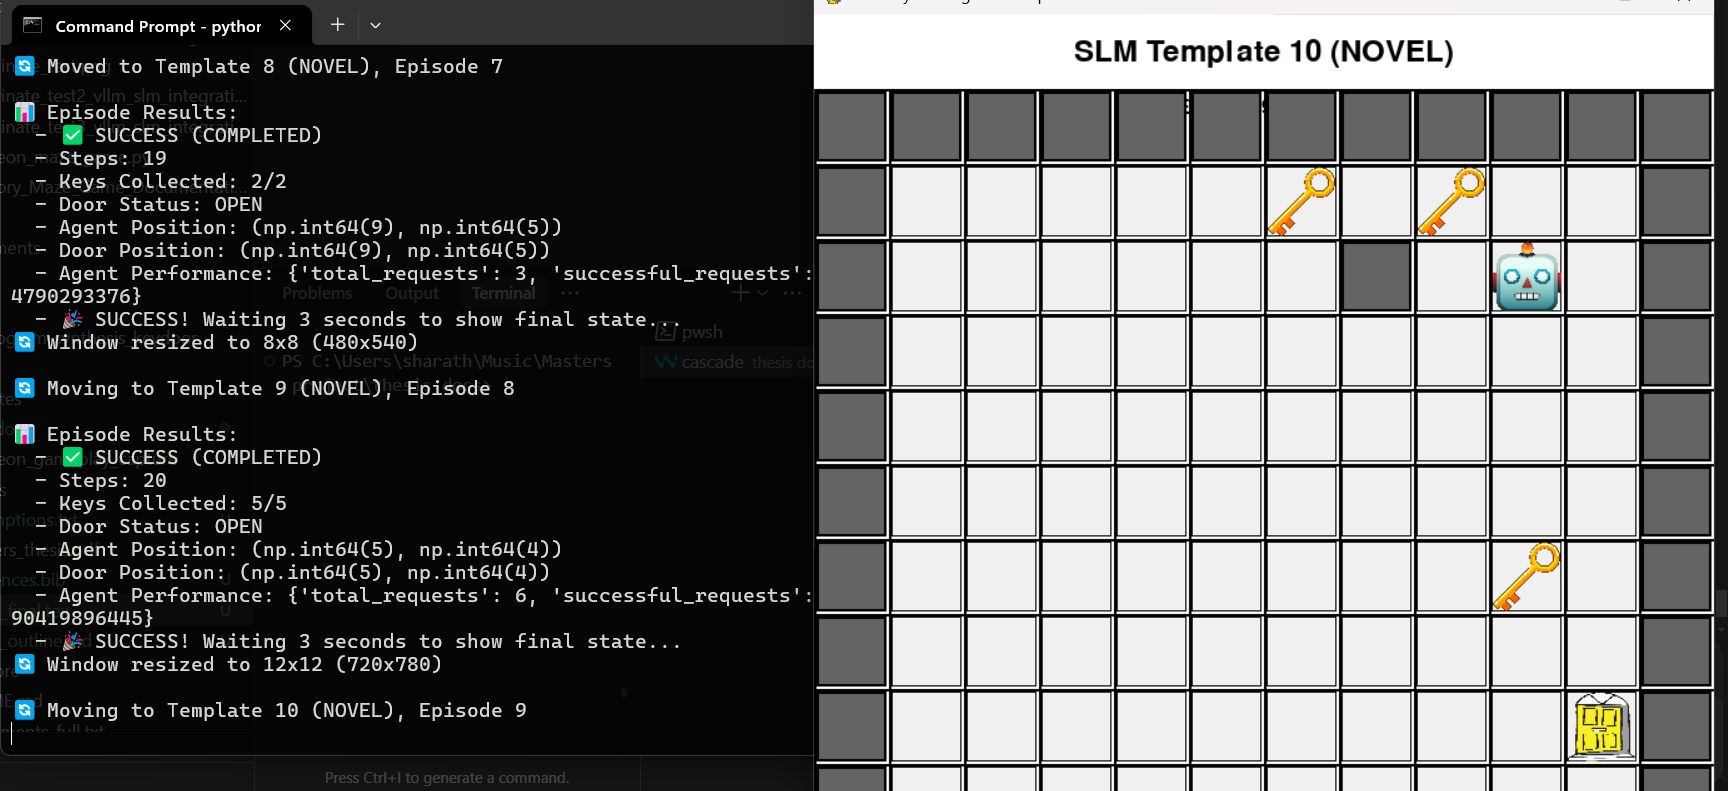 Command Prompt - python
Moved to Template 8 (NOVEL), Episode 7
Episode Results:
- ✅ SUCCESS (COMPLETED)
- Steps: 19
- Keys Collected: 2/2
- Door Status: OPEN
- Agent Position: (np.int64(9), np.int64(5))
- Door Position: (np.int64(9), np.int64(5))
- Agent Performance: {'total_requests': 3, 'successful_requests':
4790293376}
- 🎉 SUCCESS! Waiting 3 seconds to show final state...
Window resized to 8x8 (480x540)
Moving to Template 9 (NOVEL), Episode 8
Episode Results:
- ✅ SUCCESS (COMPLETED)
- Steps: 20
- Keys Collected: 5/5
- Door Status: OPEN
- Agent Position: (np.int64(5), np.int64(4))
- Door Position: (np.int64(5), np.int64(4))
- Agent Performance: {'total_requests': 6, 'successful_requests':
90419896445}
- 🎉 SUCCESS! Waiting 3 seconds to show final state...
Window resized to 12x12 (720x780)
Moving to Template 10 (NOVEL), Episode 9
Problems Output Terminal
pwsh
PS C:\Users\sharath\Music\Masters
cascade thesis do
Press Ctrl+I to generate a command.
SLM Template 10 (NOVEL)